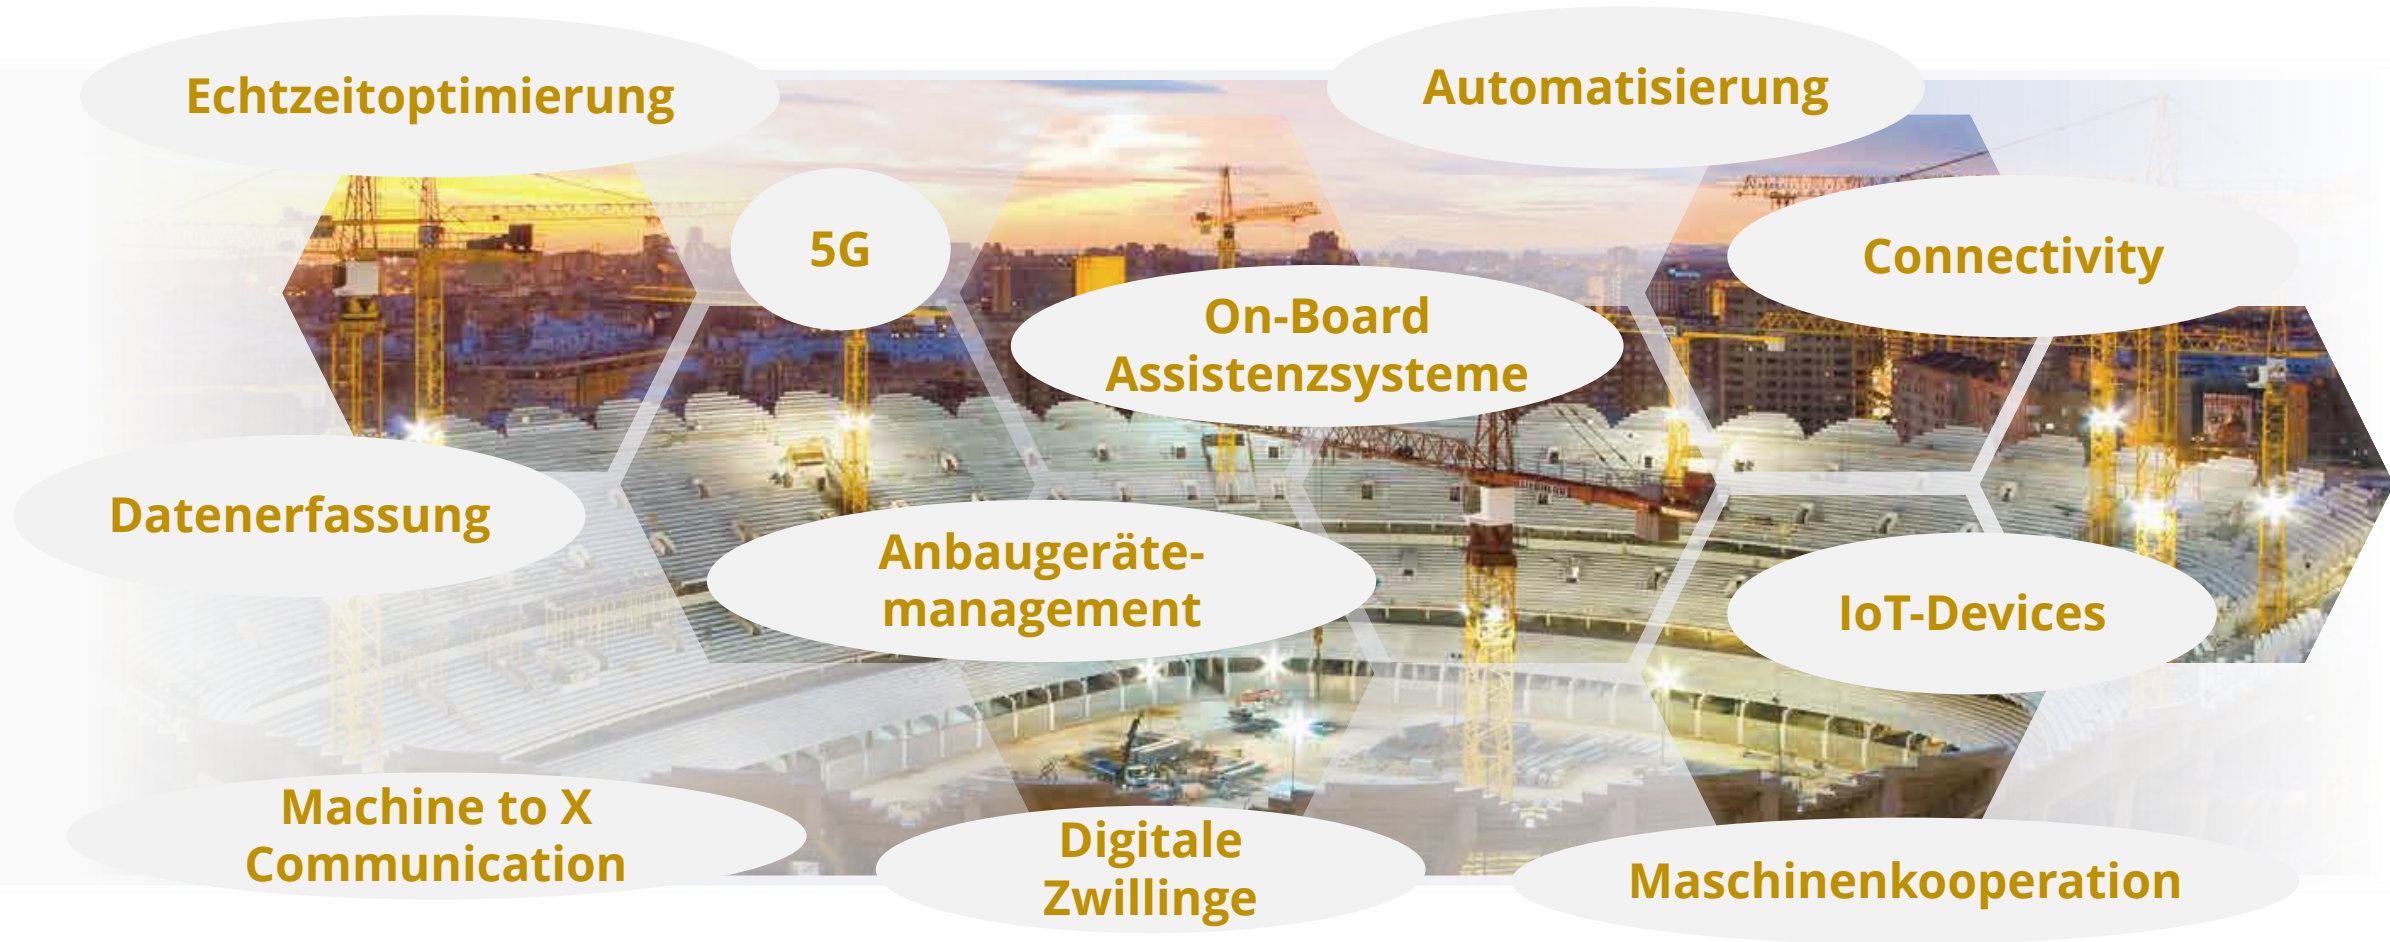 Echtzeitoptimierung
Automatisierung
5G
Connectivity
On-Board
Assistenzsysteme
Datenerfassung
Anbaugeräte-
management
IoT-Devices
Machine to X
Communication
Digitale
Zwillinge
Maschinenkooperation